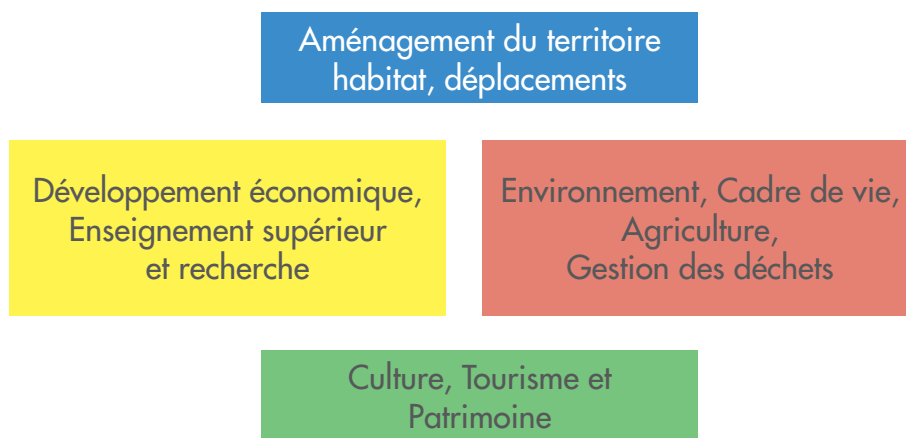 Aménagement du territoire
habitat, déplacements
Développement économique,
Enseignement supérieur
et recherche
Environnement, Cadre de vie,
Agriculture,
Gestion des déchets
Culture, Tourisme et
Patrimoine